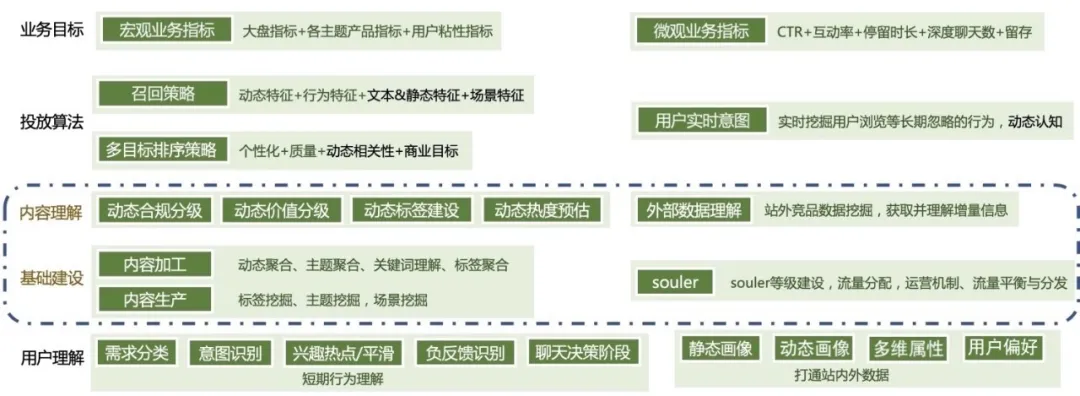 业务目标 宏观业务指标 大盘指标+各主题产品指标+用户粘性指标 微观业务指标 CTR+互动率+停留时长+深度聊天数+留存
召回策略 动态特征+行为特征+文本&静态特征+场景特征
投放算法 用户实时意图 实时挖掘用户浏览等长期忽略的行为，动态认知
多目标排序策略 个性化+质量+动态相关性+商业目标
内容理解 动态合规分级 动态价值分级 动态标签建设 动态热度预估 外部数据理解 站外竞品数据挖掘，获取并理解增量信息
内容加工 动态聚合、主题聚合、关键词理解、标签聚合
基础建设 souler souler等级建设，流量分配，运营机制、流量平衡与分发
内容生产 标签挖掘、主题挖掘，场景挖掘
用户理解 需求分类 意图识别 兴趣热点/平滑 负反馈识别 聊天决策阶段 静态画像 动态画像 多维属性 用户偏好
短期行为理解 打通站内外数据